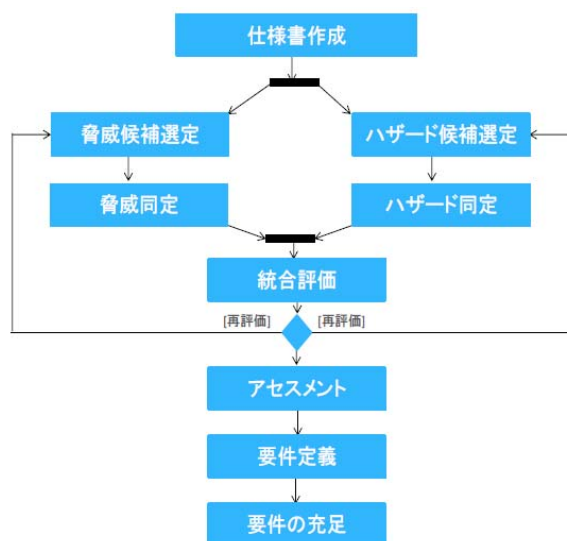 仕様書作成
脅威候補選定
ハザード候補選定
脅威同定
ハザード同定
統合評価
[再評価]
[再評価]
アセスメント
要件定義
要件の充足